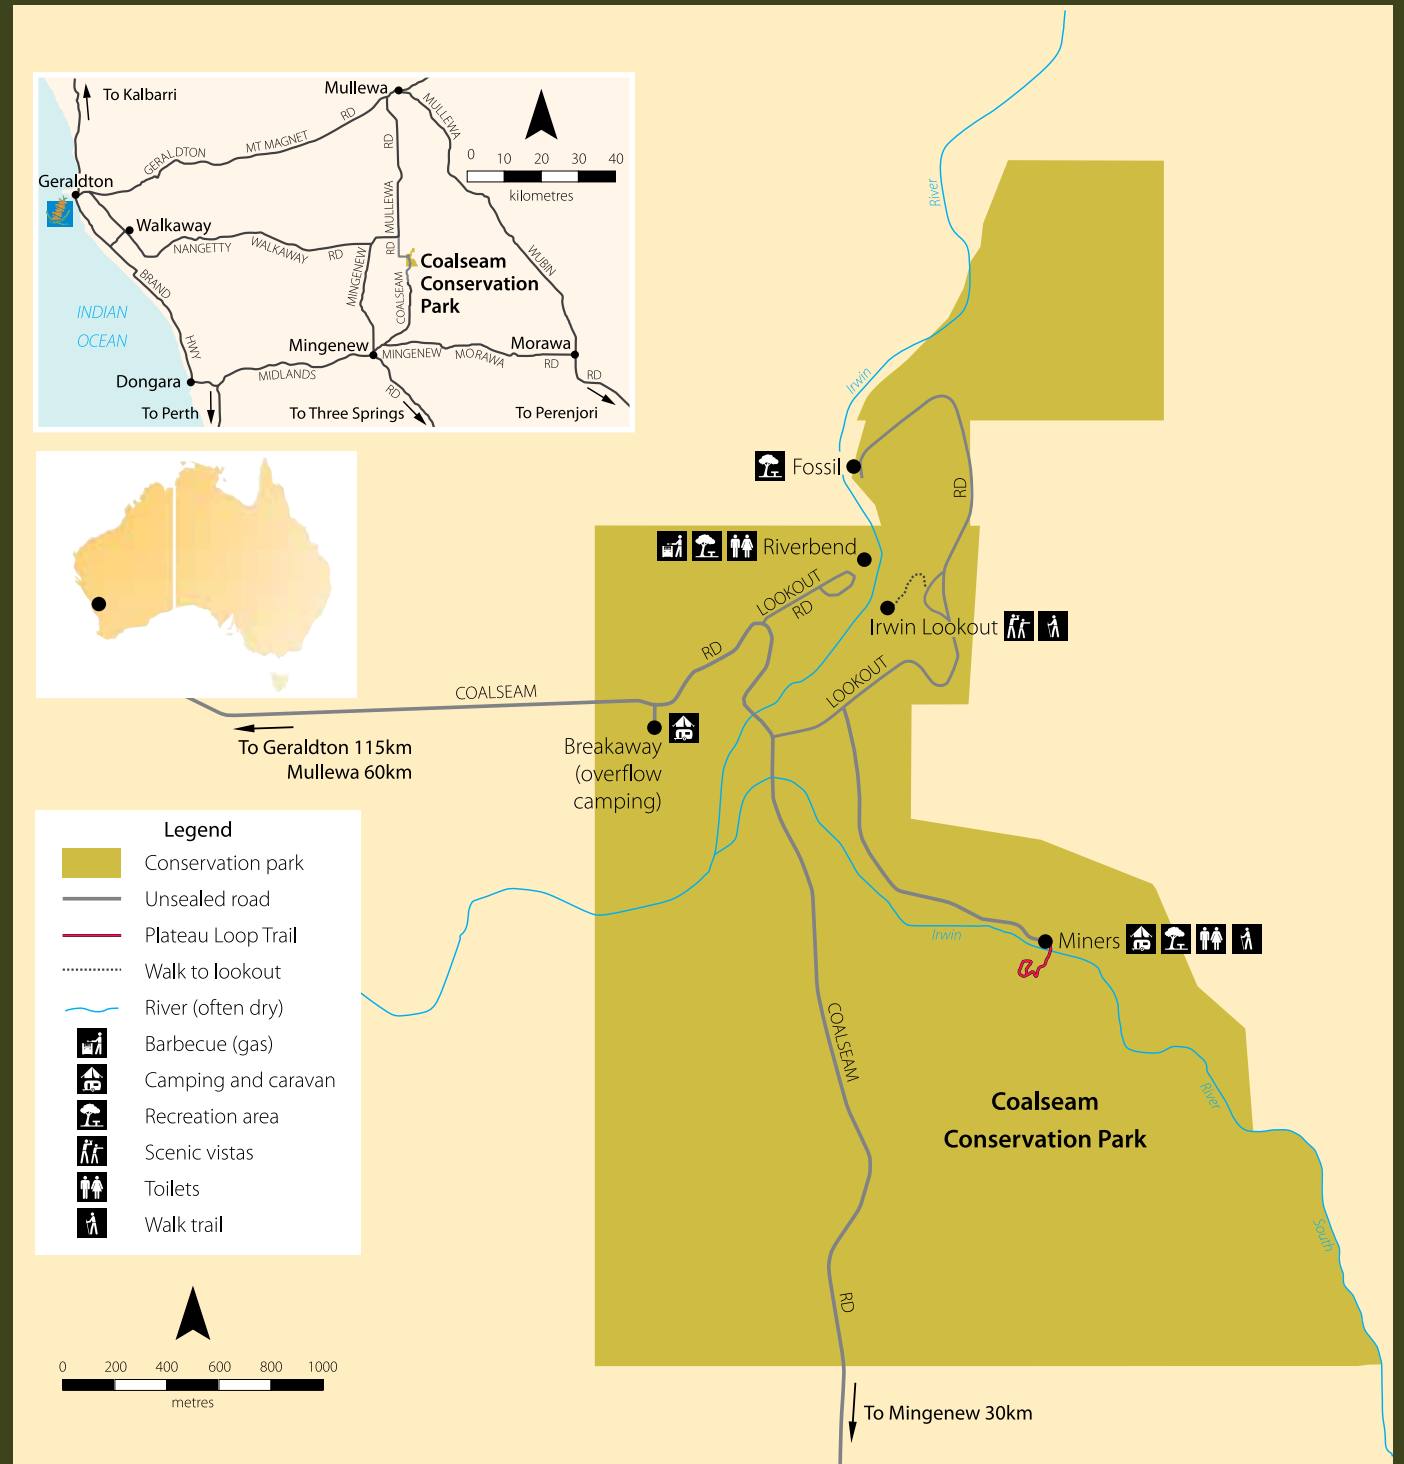 To Kalbarri
Mullewa
GERALDTON
MT MAGNET
RD
MULLEWA
WUBIN
RD
0 10 20 30 40
kilometres
Geraldton
Walkaway
NANGETTY
WALKAWAY
RD
MULLEWA
RD
RD
MINGENEW
COALSEAM
Coalseam
Conservation
Park
BRAND
HWY
INDIAN
OCEAN
Mingenew
MINGENEW
MORAWA
RD
Morawa
Dongara
MIDLANDS
RD
To Perth
To Three Springs
To Perenjori
River
Irwin
Fossil
RD
Riverbend
LOOKOUT
RD
Irwin Lookout
RD
LOOKOUT
COALSEAM
To Geraldton 115km
Mullewa 60km
Breakaway
(overflow
camping)
Irwin
Miners
COALSEAM
River
South
Coalseam
Conservation Park
RD
To Mingenew 30km
Legend
Conservation park
Unsealed road
Plateau Loop Trail
Walk to lookout
River (often dry)
Barbecue (gas)
Camping and caravan
Recreation area
Scenic vistas
Toilets
Walk trail
0 200 400 600 800 1000
metres